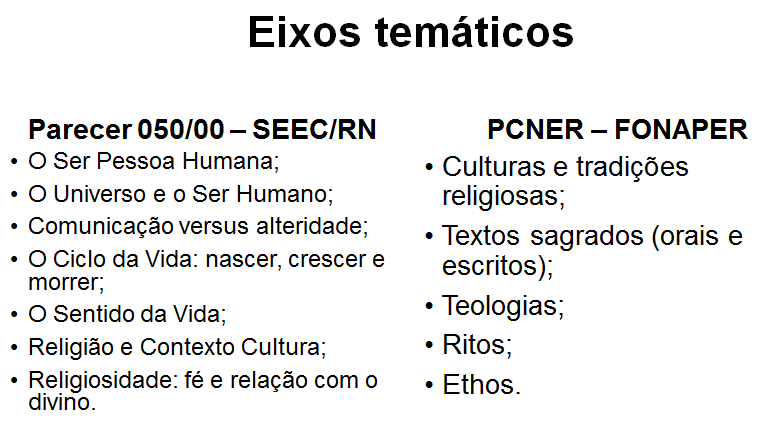 Eixos temáticos
Parecer 050/00 – SEEC/RN
• O Ser Pessoa Humana;
• O Universo e o Ser Humano;
• Comunicação versus alteridade;
• O Ciclo da Vida: nascer, crescer e
morrer;
• O Sentido da Vida;
• Religião e Contexto Cultura;
• Religiosidade: fé e relação com o
divino.
PCNER – FONAPER
• Culturas e tradições
religiosas;
• Textos sagrados (orais e
escritos);
• Teologias;
• Ritos;
• Ethos.